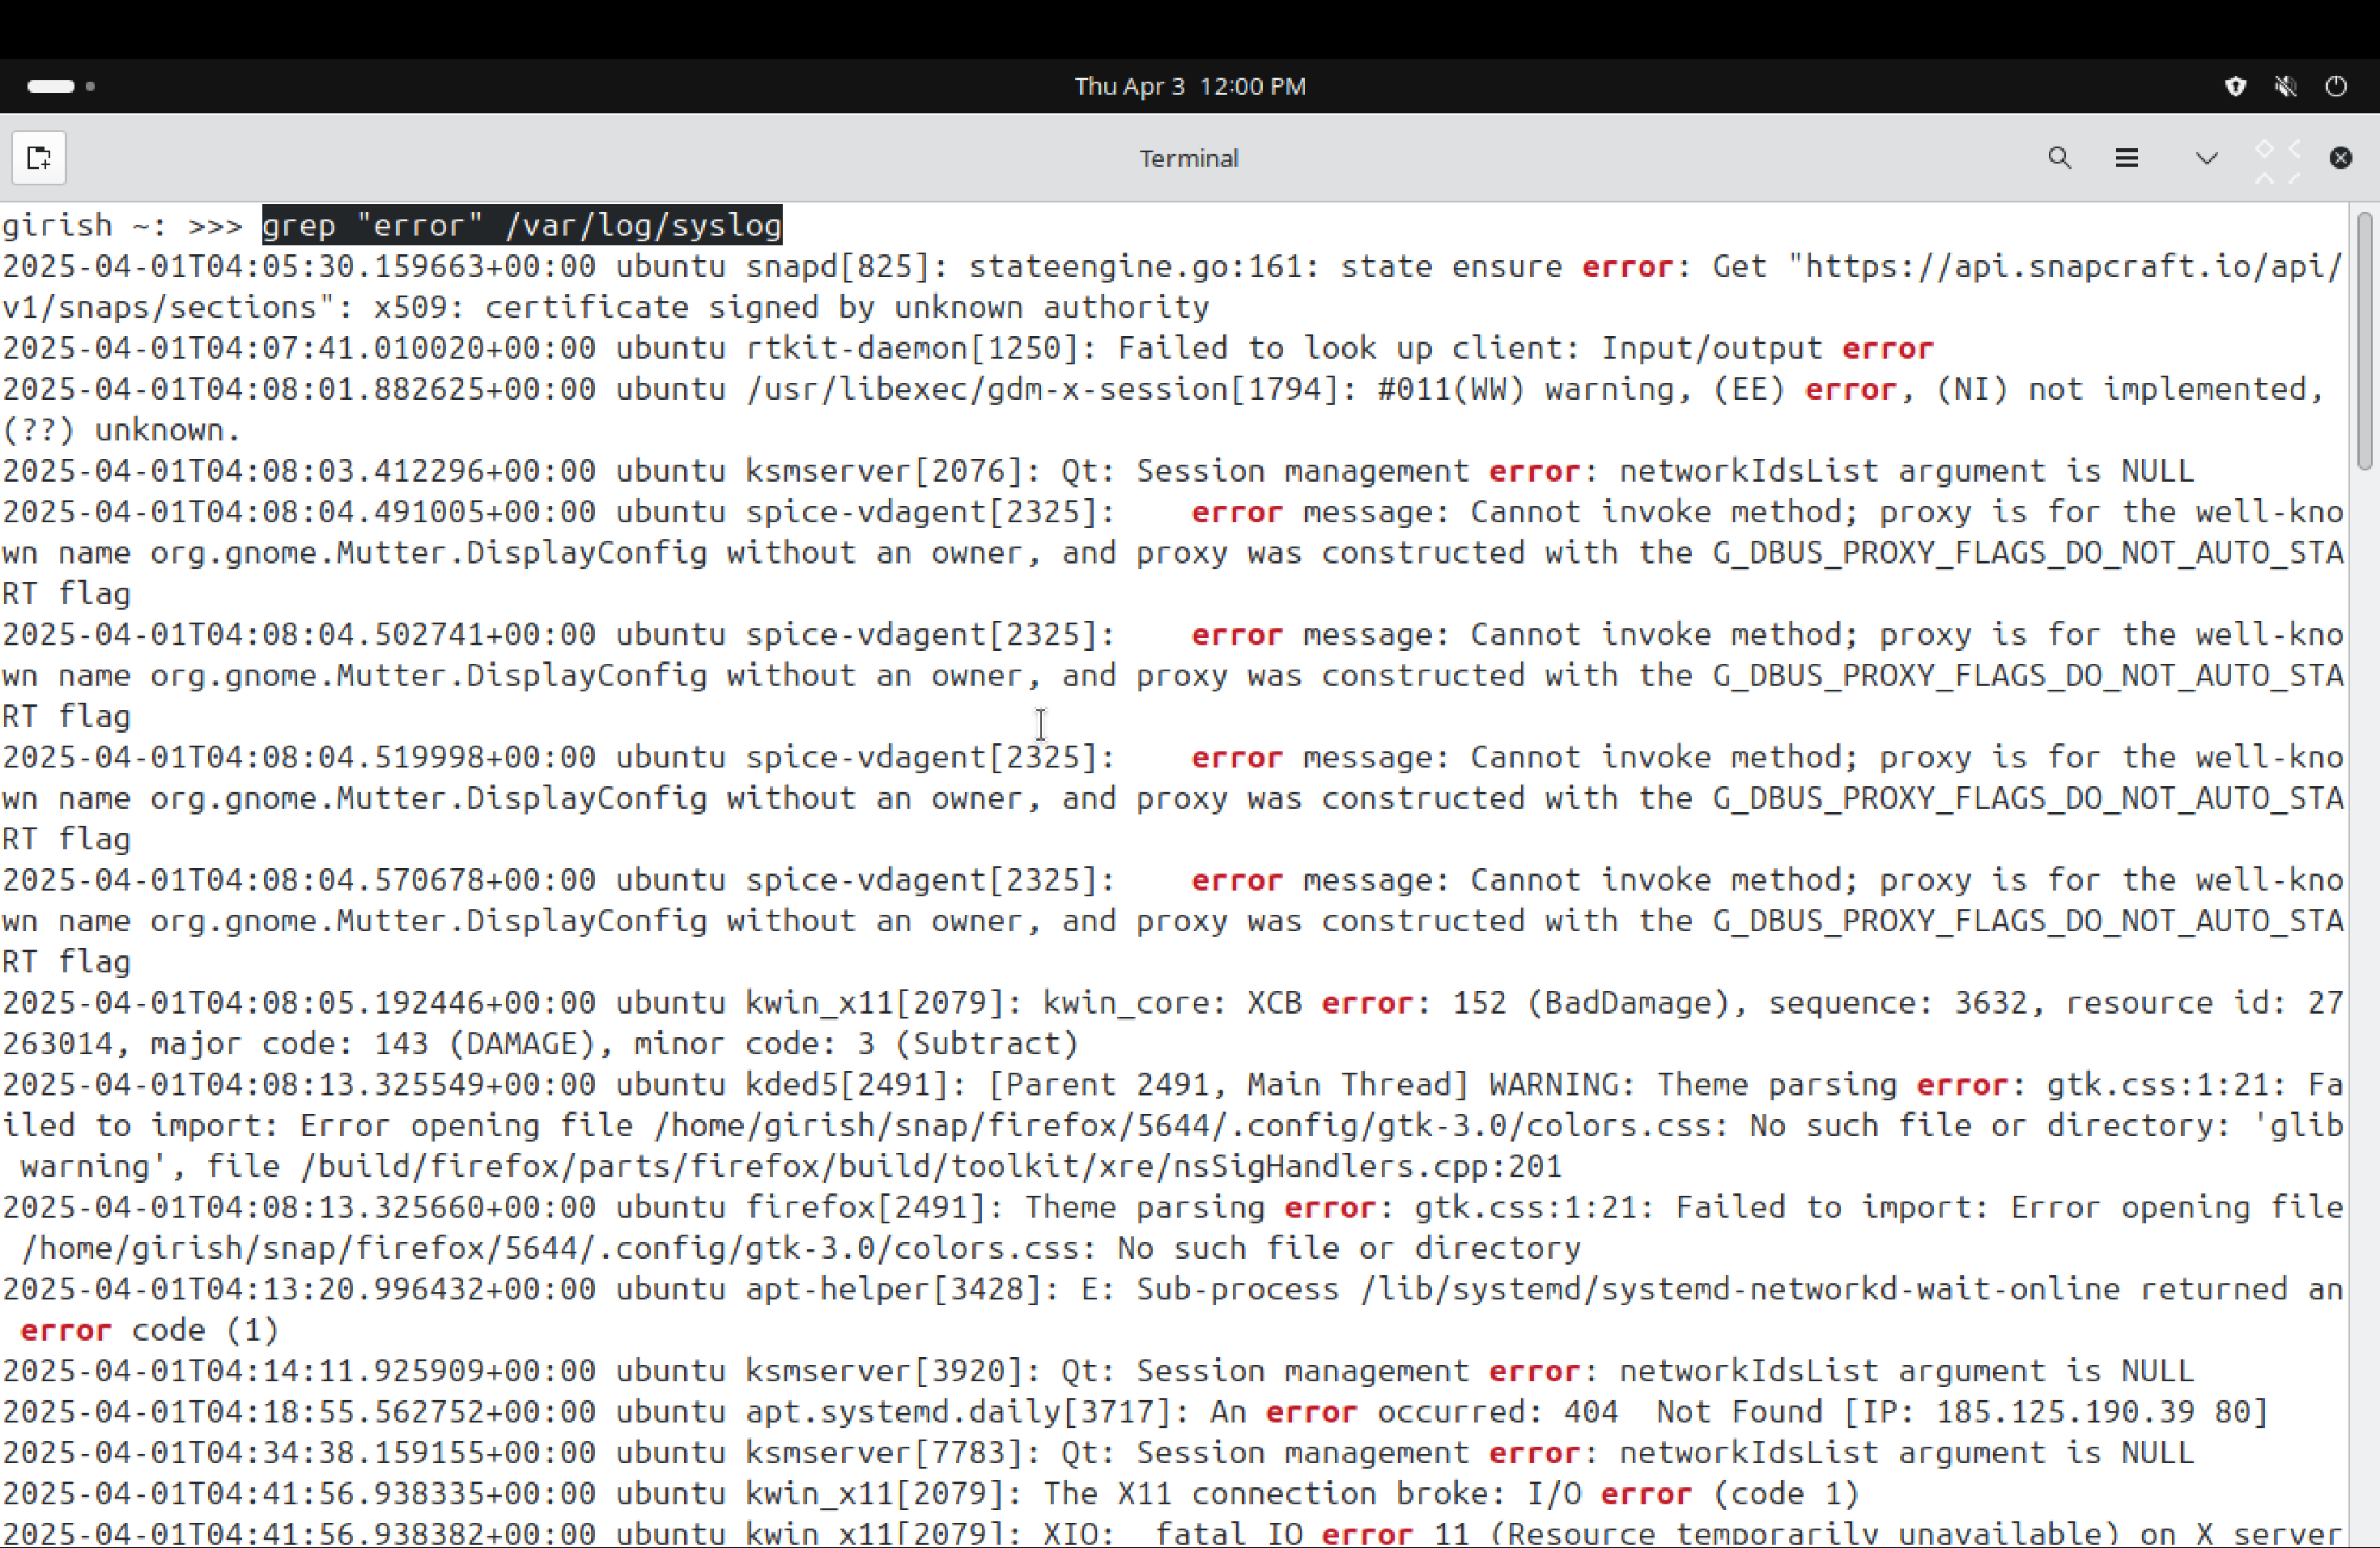 Thu Apr 3 12:00 PM
Terminal
girish ~: >>> grep "error" /var/log/syslog
2025-04-01T04:05:30.159663+00:00 ubuntu snapd[825]: stateengine.go:161: state ensure error: Get "https://api.snapcraft.io/api/
v1/snaps/sections": x509: certificate signed by unknown authority
2025-04-01T04:07:41.010020+00:00 ubuntu rtkit-daemon[1250]: Failed to look up client: Input/output error
2025-04-01T04:08:01.882625+00:00 ubuntu /usr/libexec/gdm-x-session[1794]: #011(WW) warning, (EE) error, (NI) not implemented,
(??) unknown.
2025-04-01T04:08:03.412296+00:00 ubuntu ksmserver[2076]: Qt: Session management error: networkIdsList argument is NULL
2025-04-01T04:08:04.491005+00:00 ubuntu spice-vdagent[2325]:    error message: Cannot invoke method; proxy is for the well-kno
wn name org.gnome.Mutter.DisplayConfig without an owner, and proxy was constructed with the G_DBUS_PROXY_FLAGS_DO_NOT_AUTO_STA
RT flag
2025-04-01T04:08:04.502741+00:00 ubuntu spice-vdagent[2325]:    error message: Cannot invoke method; proxy is for the well-kno
wn name org.gnome.Mutter.DisplayConfig without an owner, and proxy was constructed with the G_DBUS_PROXY_FLAGS_DO_NOT_AUTO_STA
RT flag
2025-04-01T04:08:04.519998+00:00 ubuntu spice-vdagent[2325]:    error message: Cannot invoke method; proxy is for the well-kno
wn name org.gnome.Mutter.DisplayConfig without an owner, and proxy was constructed with the G_DBUS_PROXY_FLAGS_DO_NOT_AUTO_STA
RT flag
2025-04-01T04:08:04.570678+00:00 ubuntu spice-vdagent[2325]:    error message: Cannot invoke method; proxy is for the well-kno
wn name org.gnome.Mutter.DisplayConfig without an owner, and proxy was constructed with the G_DBUS_PROXY_FLAGS_DO_NOT_AUTO_STA
RT flag
2025-04-01T04:08:05.192446+00:00 ubuntu kwin_x11[2079]: kwin_core: XCB error: 152 (BadDamage), sequence: 3632, resource id: 27
263014, major code: 143 (DAMAGE), minor code: 3 (Subtract)
2025-04-01T04:08:13.325549+00:00 ubuntu kded5[2491]: [Parent 2491, Main Thread] WARNING: Theme parsing error: gtk.css:1:21: Fa
iled to import: Error opening file /home/girish/snap/firefox/5644/.config/gtk-3.0/colors.css: No such file or directory: 'glib
 warning', file /build/firefox/parts/firefox/build/toolkit/xre/nsSigHandlers.cpp:201
2025-04-01T04:08:13.325660+00:00 ubuntu firefox[2491]: Theme parsing error: gtk.css:1:21: Failed to import: Error opening file
 /home/girish/snap/firefox/5644/.config/gtk-3.0/colors.css: No such file or directory
2025-04-01T04:13:20.996432+00:00 ubuntu apt-helper[3428]: E: Sub-process /lib/systemd/systemd-networkd-wait-online returned an
 error code (1)
2025-04-01T04:14:11.925909+00:00 ubuntu ksmserver[3920]: Qt: Session management error: networkIdsList argument is NULL
2025-04-01T04:18:55.562752+00:00 ubuntu apt.systemd.daily[3717]: An error occurred: 404  Not Found [IP: 185.125.190.39 80]
2025-04-01T04:34:38.159155+00:00 ubuntu ksmserver[7783]: Qt: Session management error: networkIdsList argument is NULL
2025-04-01T04:41:56.938335+00:00 ubuntu kwin_x11[2079]: The X11 connection broke: I/O error (code 1)
2025-04-01T04:41:56.938382+00:00 ubuntu kwin_x11[2079]: XIO:  fatal IO error 11 (Resource temporarily unavailable) on X server